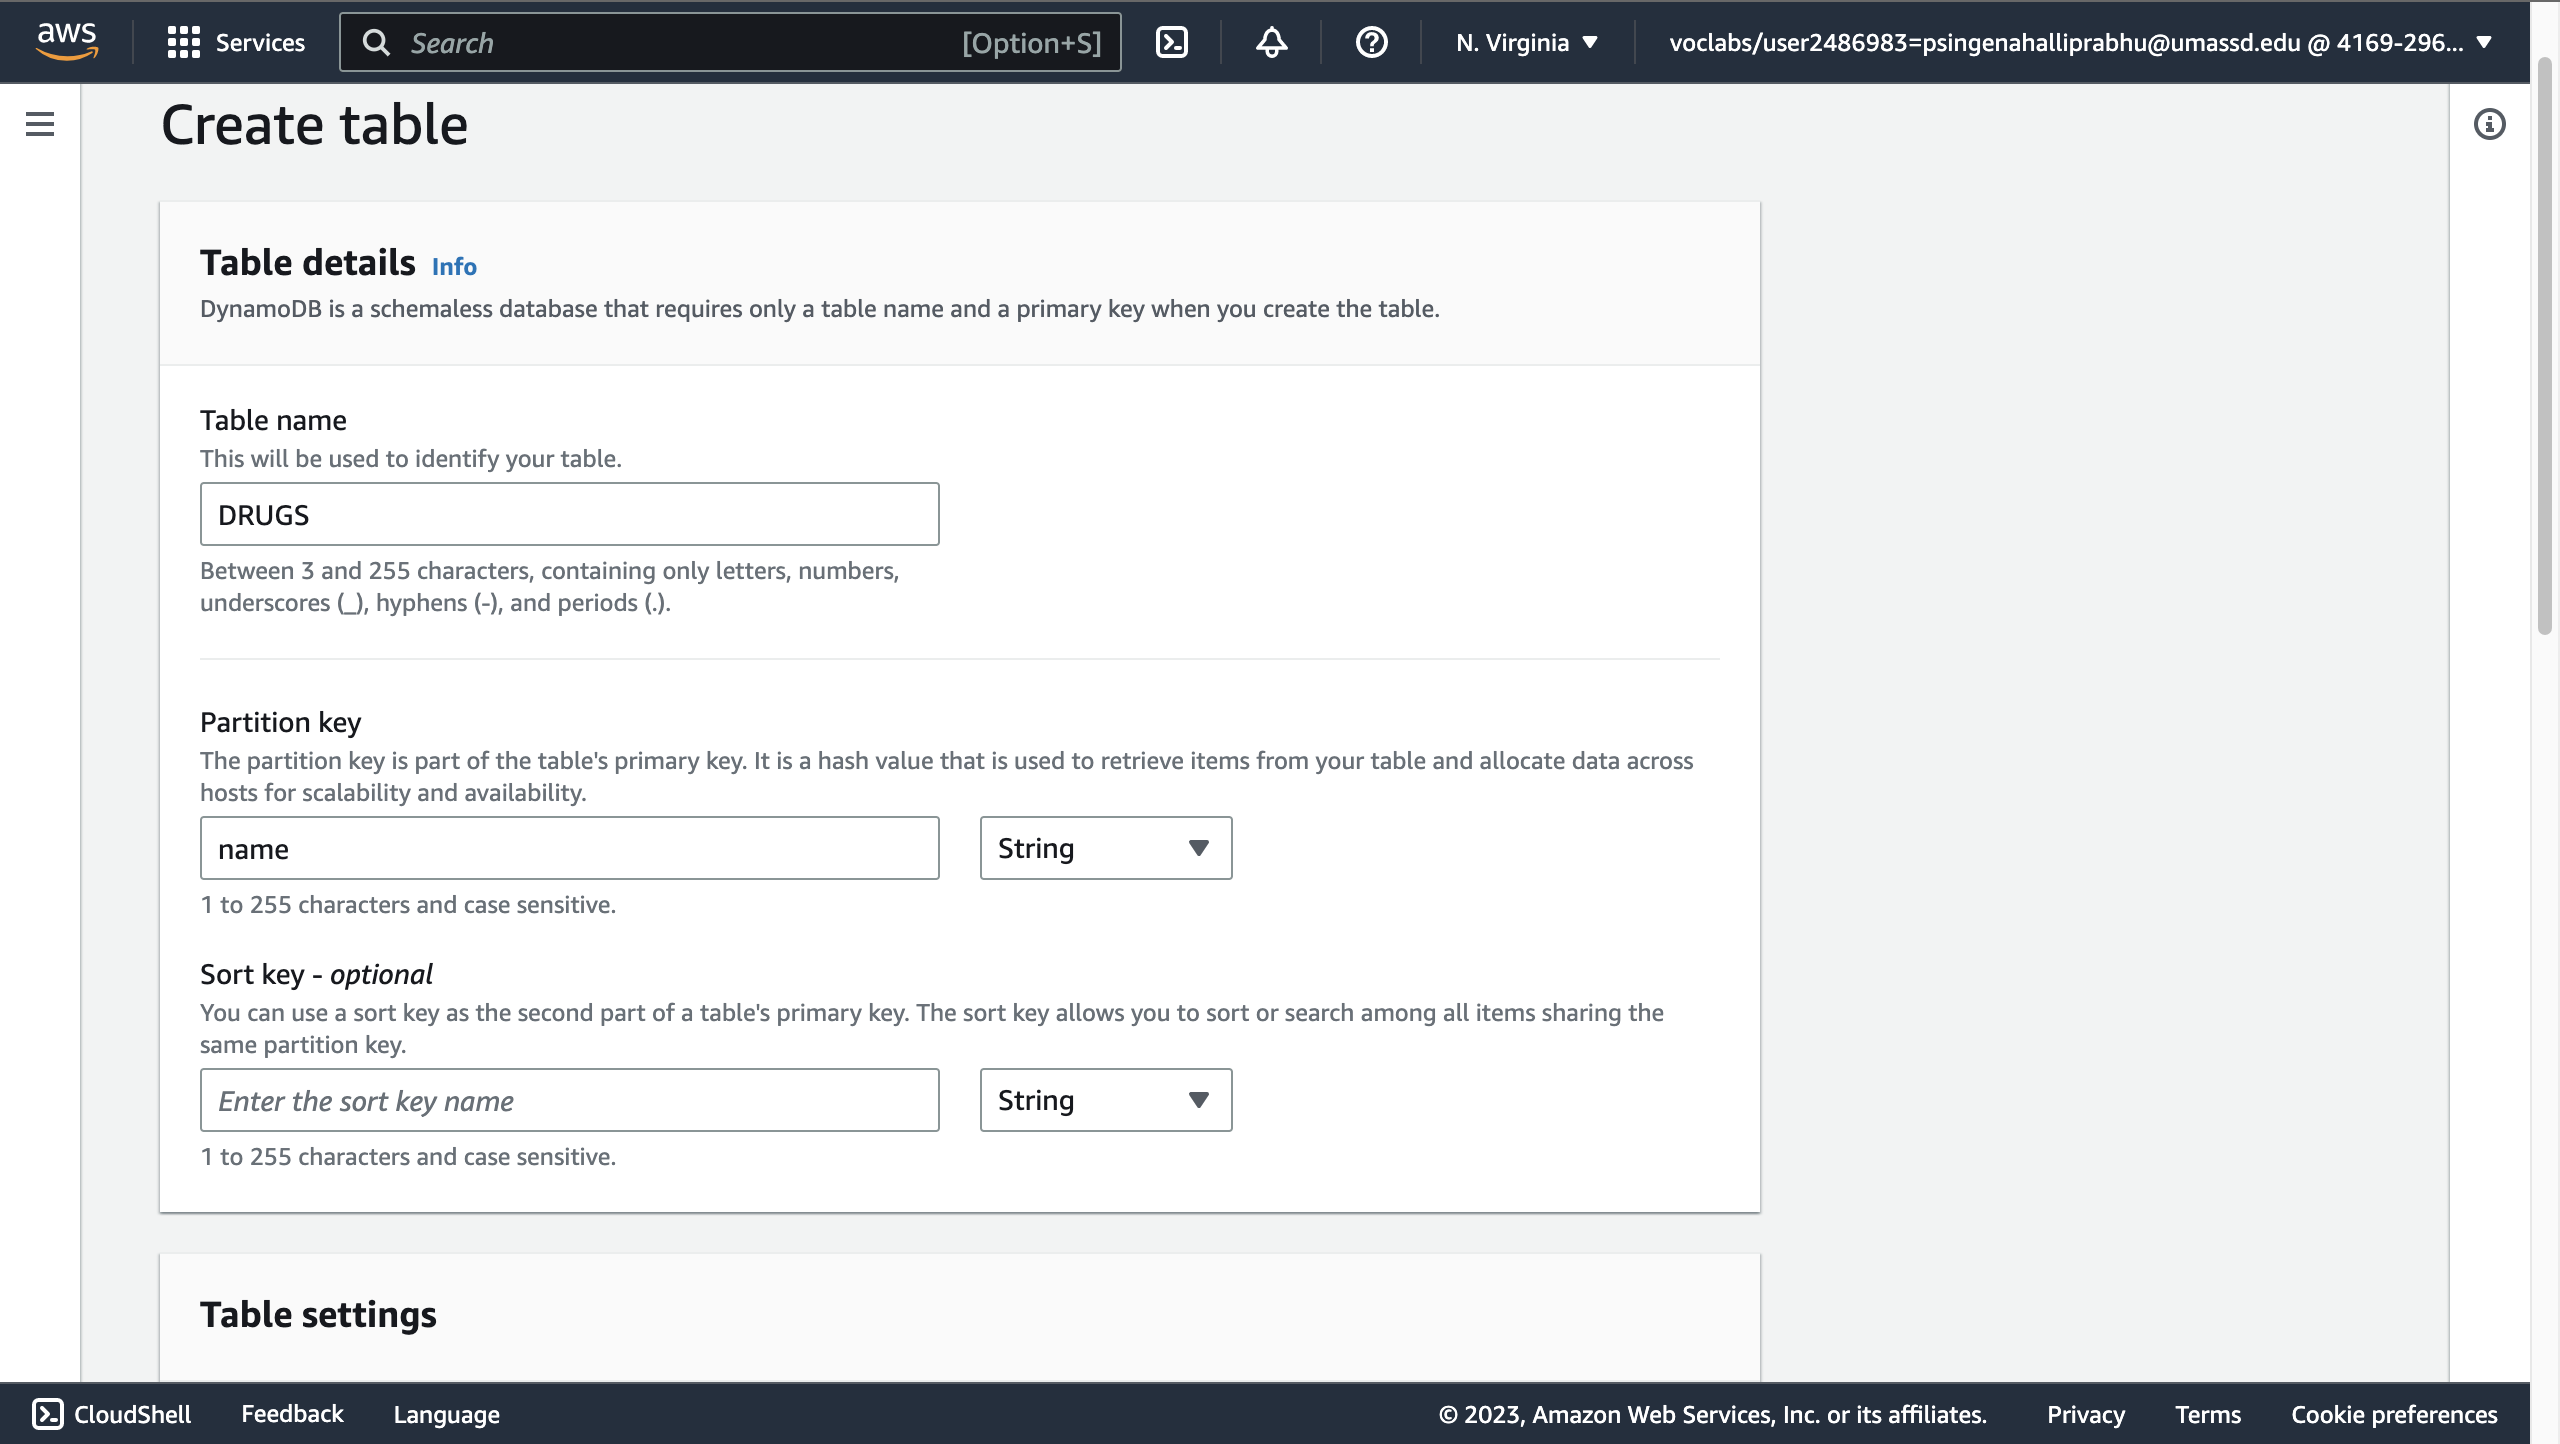 aws
Services
Search [Option+S]
N. Virginia
voclabs/user2486983=psingenahalliprabhu@umassd.edu @ 4169-296...
Create table
Table details Info
DynamoDB is a schemaless database that requires only a table name and a primary key when you create the table.
Table name
This will be used to identify your table.
DRUGS
Between 3 and 255 characters, containing only letters, numbers,
underscores (_), hyphens (-), and periods (.).
Partition key
The partition key is part of the table's primary key. It is a hash value that is used to retrieve items from your table and allocate data across
hosts for scalability and availability.
name
String
1 to 255 characters and case sensitive.
Sort key - optional
You can use a sort key as the second part of a table's primary key. The sort key allows you to sort or search among all items sharing the
same partition key.
Enter the sort key name
String
1 to 255 characters and case sensitive.
Table settings
CloudShell
Feedback
Language
© 2023, Amazon Web Services, Inc. or its affiliates.
Privacy
Terms
Cookie preferences